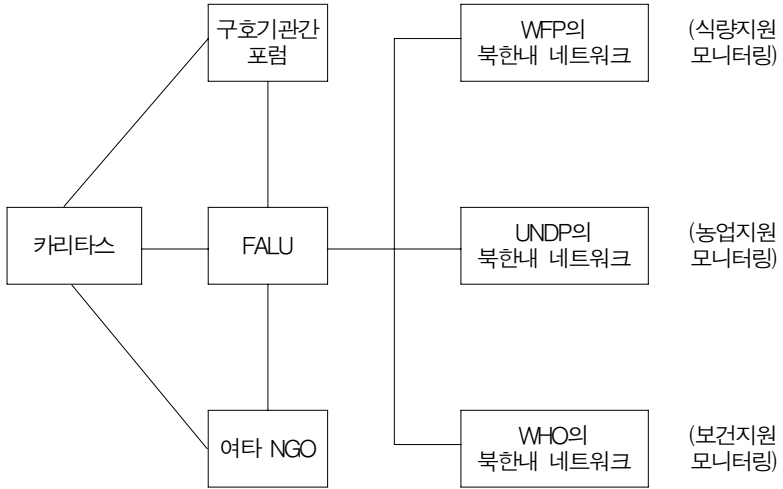 구호기관간
포럼
WFP의
북한내 네트워크
(식량지원
모니터링)
카리타스
FALU
UNDP의
북한내 네트워크
(농업지원
모니터링)
여타 NGO
WHO의
북한내 네트워크
(보건지원
모니터링)